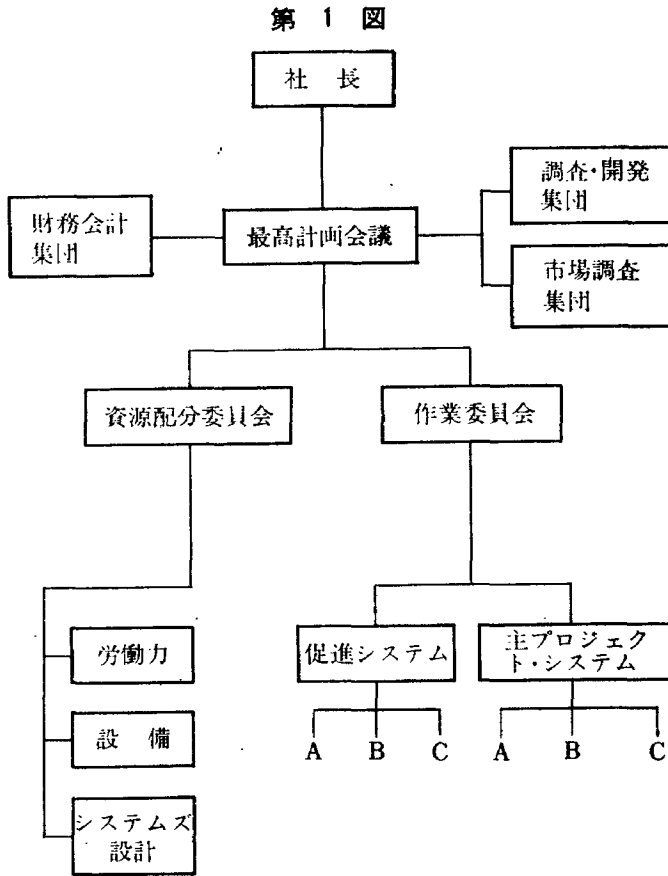 第 1 図
社 長
調査・開発
集団
財務会計
集団
最高計画会議
市場調査
集団
資源配分委員会
作業委員会
労働力
設 備
システムズ
設計
促進システム
主プロジェク
ト・システム
A B C
A B C